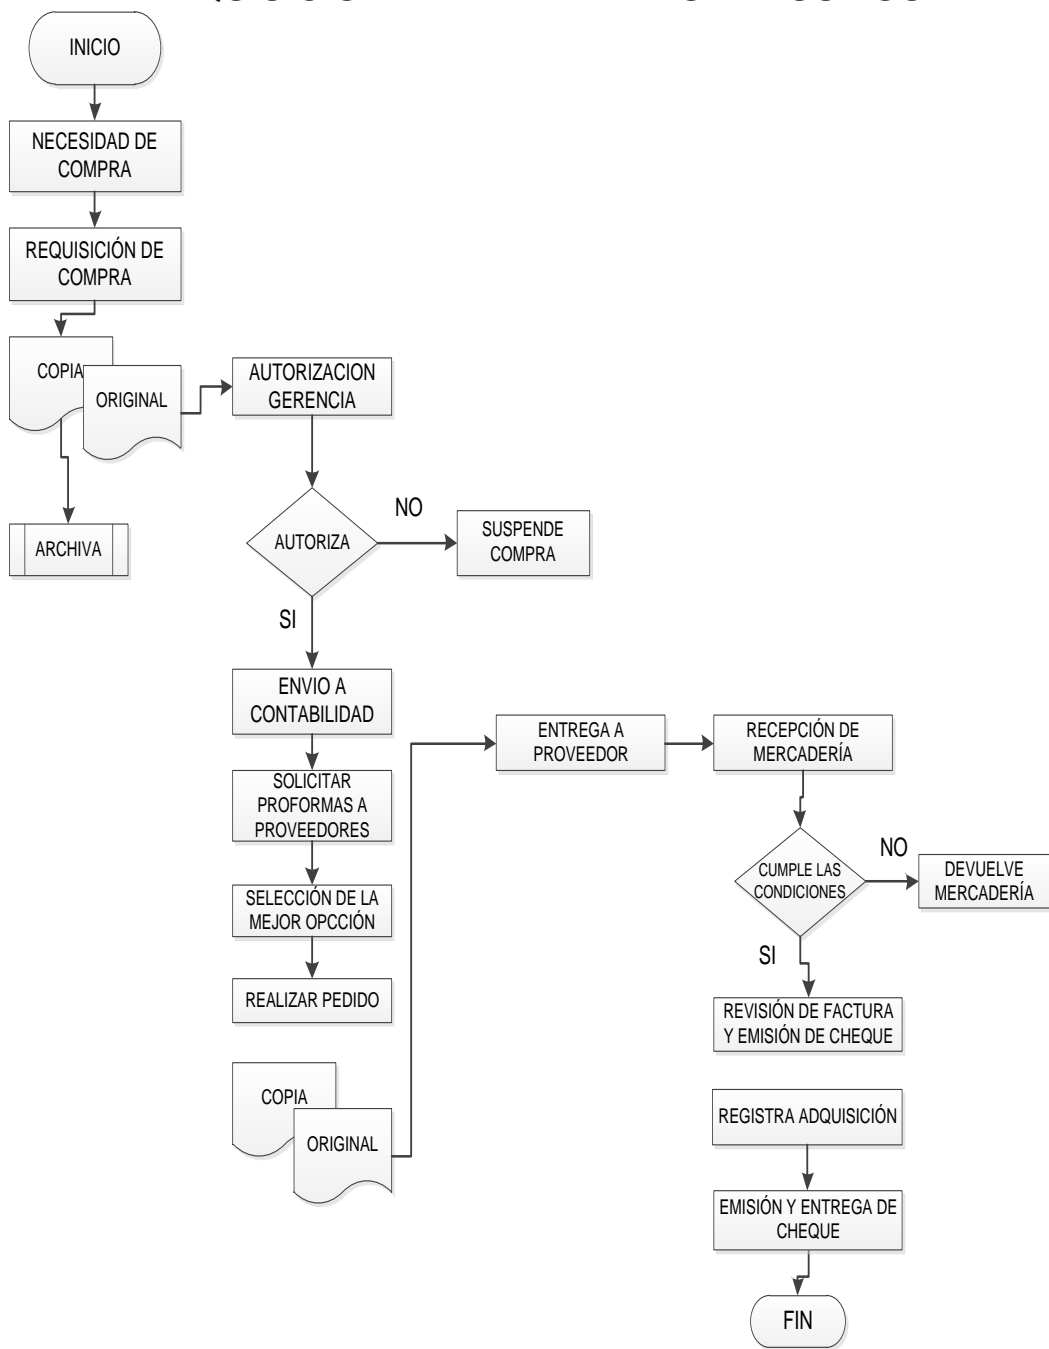 INICIO
NECESIDAD DE
COMPRA
REQUISICIÓN DE
COMPRA
COPIA
ORIGINAL
AUTORIZACION
GERENCIA
ARCHIVA
AUTORIZA
NO
SUSPENDE
COMPRA
SI
ENVIO A
CONTABILIDAD
SOLICITAR
PROFORMAS A
PROVEEDORES
SELECCIÓN DE LA
MEJOR OPCCIÓN
REALIZAR PEDIDO
COPIA
ORIGINAL
ENTREGA A
PROVEEDOR
RECEPCIÓN DE
MERCADERÍA
CUMPLE LAS
CONDICIONES
NO
DEVUELVE
MERCADERÍA
SI
REVISIÓN DE FACTURA
Y EMISIÓN DE CHEQUE
REGISTRA ADQUISICIÓN
EMISIÓN Y ENTREGA DE
CHEQUE
FIN